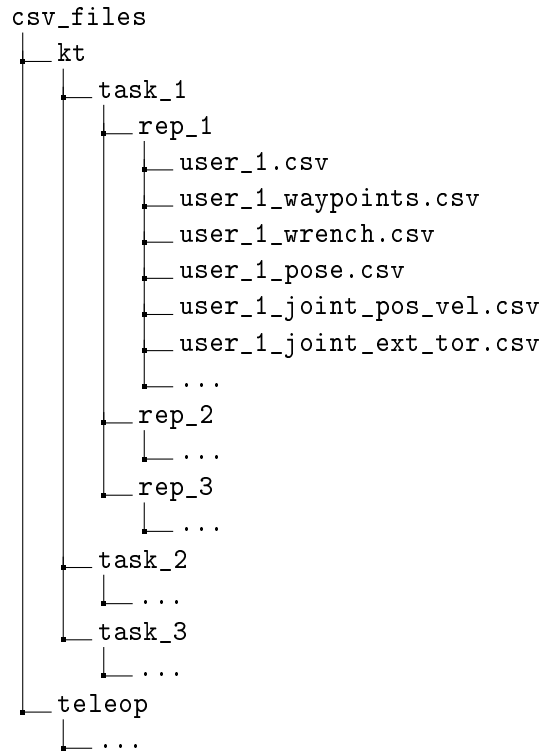 csv_files
kt
task_1
rep_1
user_1.csv
user_1_waypoints.csv
user_1_wrench.csv
user_1_pose.csv
user_1_joint_pos_vel.csv
user_1_joint_ext_tor.csv
...
rep_2
...
rep_3
...
task_2
...
task_3
...
teleop
...